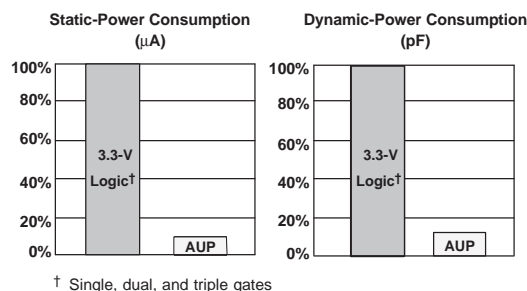 Static-Power Consumption
(μA)
100%
80%
60%
40%
20%
0%
3.3-V
Logic†
AUP
Dynamic-Power Consumption
(pF)
100%
80%
60%
40%
20%
0%
3.3-V
Logic†
AUP
† Single, dual, and triple gates